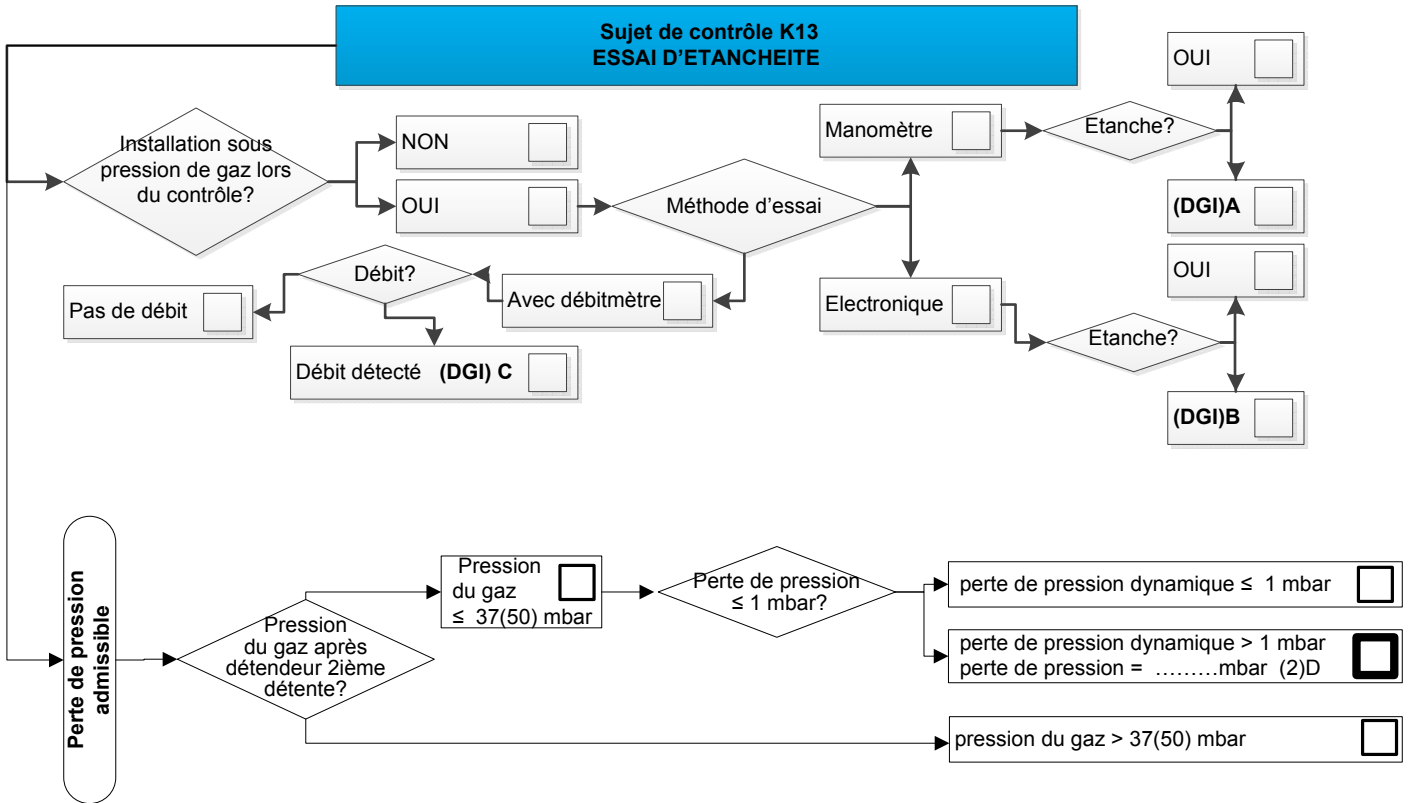 Sujet de contrôle K13
ESSAI D'ETANCHEITE
Installation sous
pression de gaz lors
du contrôle?
NON
OUI
Méthode d'essai
Manomètre
Etanche?
OUI
(DGI)A
Electronique
Etanche?
OUI
(DGI)B
Avec débitmètre
Débit?
Pas de débit
Débit détecté (DGI) C
Perte de pression
admissible
Pression
du gaz après
détendeur 2ième
détente?
Pression
du gaz
≤ 37(50) mbar
Perte de pression
≤ 1 mbar?
perte de pression dynamique ≤ 1 mbar
perte de pression dynamique > 1 mbar
perte de pression = ………mbar (2)D
pression du gaz > 37(50) mbar